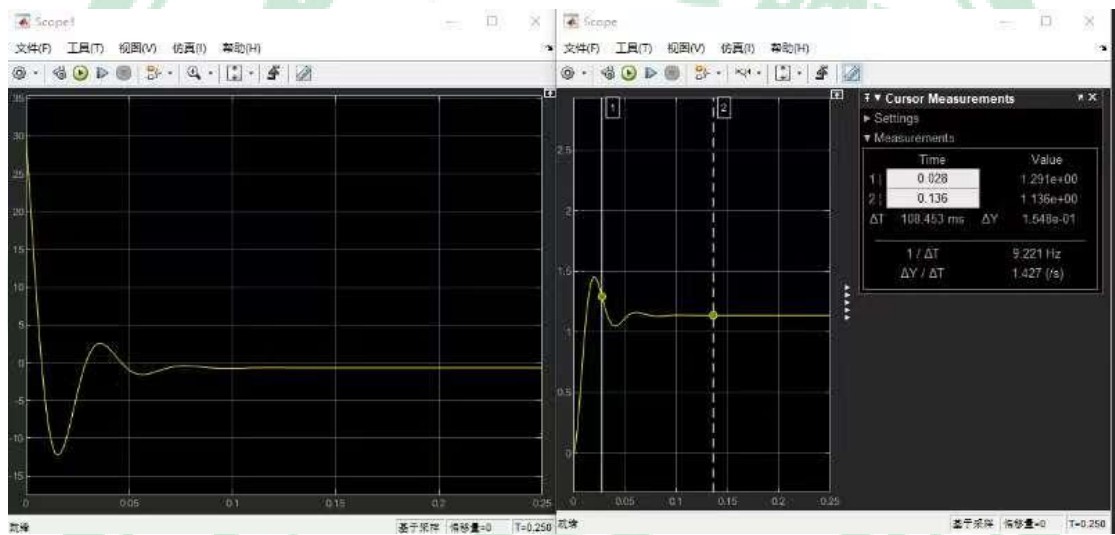 Scope1
文件(F) 工具(T) 视图(V) 仿真(I) 帮助(H)
35
30
25
20
15
10
5
0
-5
-10
-15
0 0.05 0.1 0.15 0.2 0.25
就绪 基于采样 偏移量=0 T=0.250
Scope
文件(F) 工具(T) 视图(V) 仿真(I) 帮助(H)
1 2
2.5
2
1.5
1
0.5
0
0 0.05 0.1 0.15 0.2 0.25
Cursor Measurements
Settings
Measurements
Time Value
1 0.028 1.291e+00
2 0.136 1.136e+00
ΔT 108.453 ms ΔY 1.548e-01
1 / ΔT 9.221 Hz
ΔY / ΔT 1.427 (/s)
就绪 基于采样 偏移量=0 T=0.250